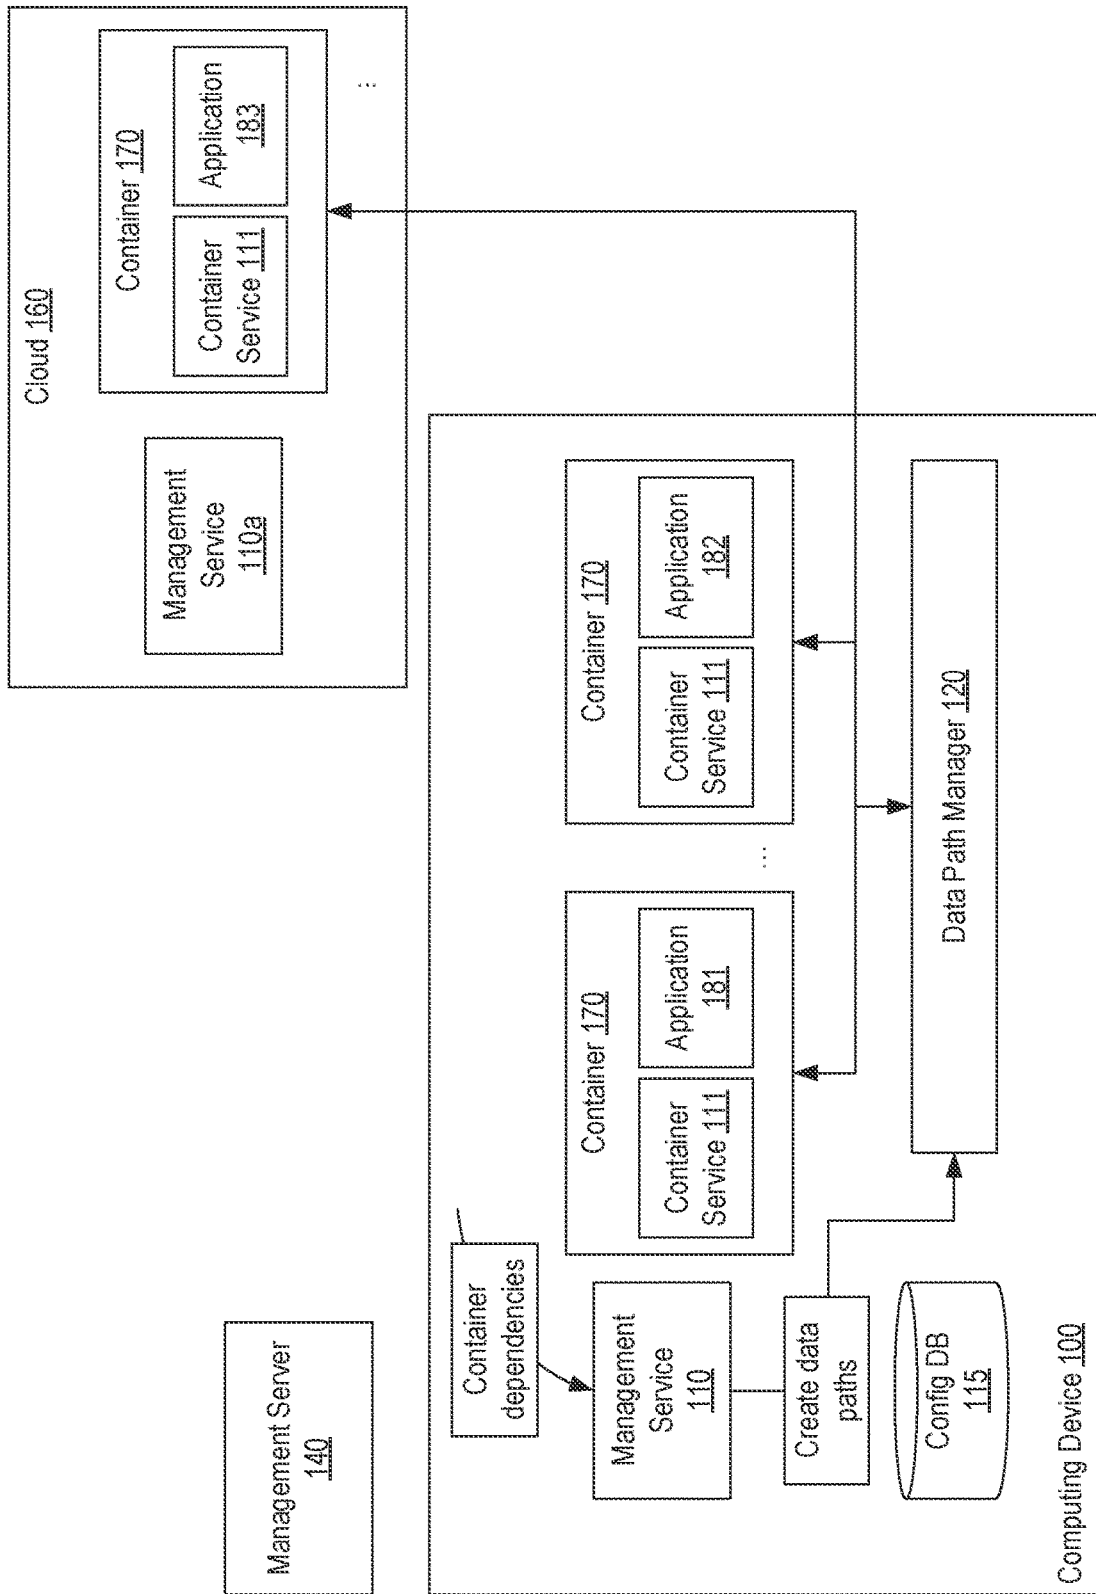 Management Server
140
Cloud 160
Management
Service
110a
Container 170
Container
Service 111
Application
183
...
Container
dependencies
Management
Service
110
Create data
paths
Config DB
115
Container 170
Container
Service 111
Application
181
...
Container 170
Container
Service 111
Application
182
Data Path Manager 120
Computing Device 100